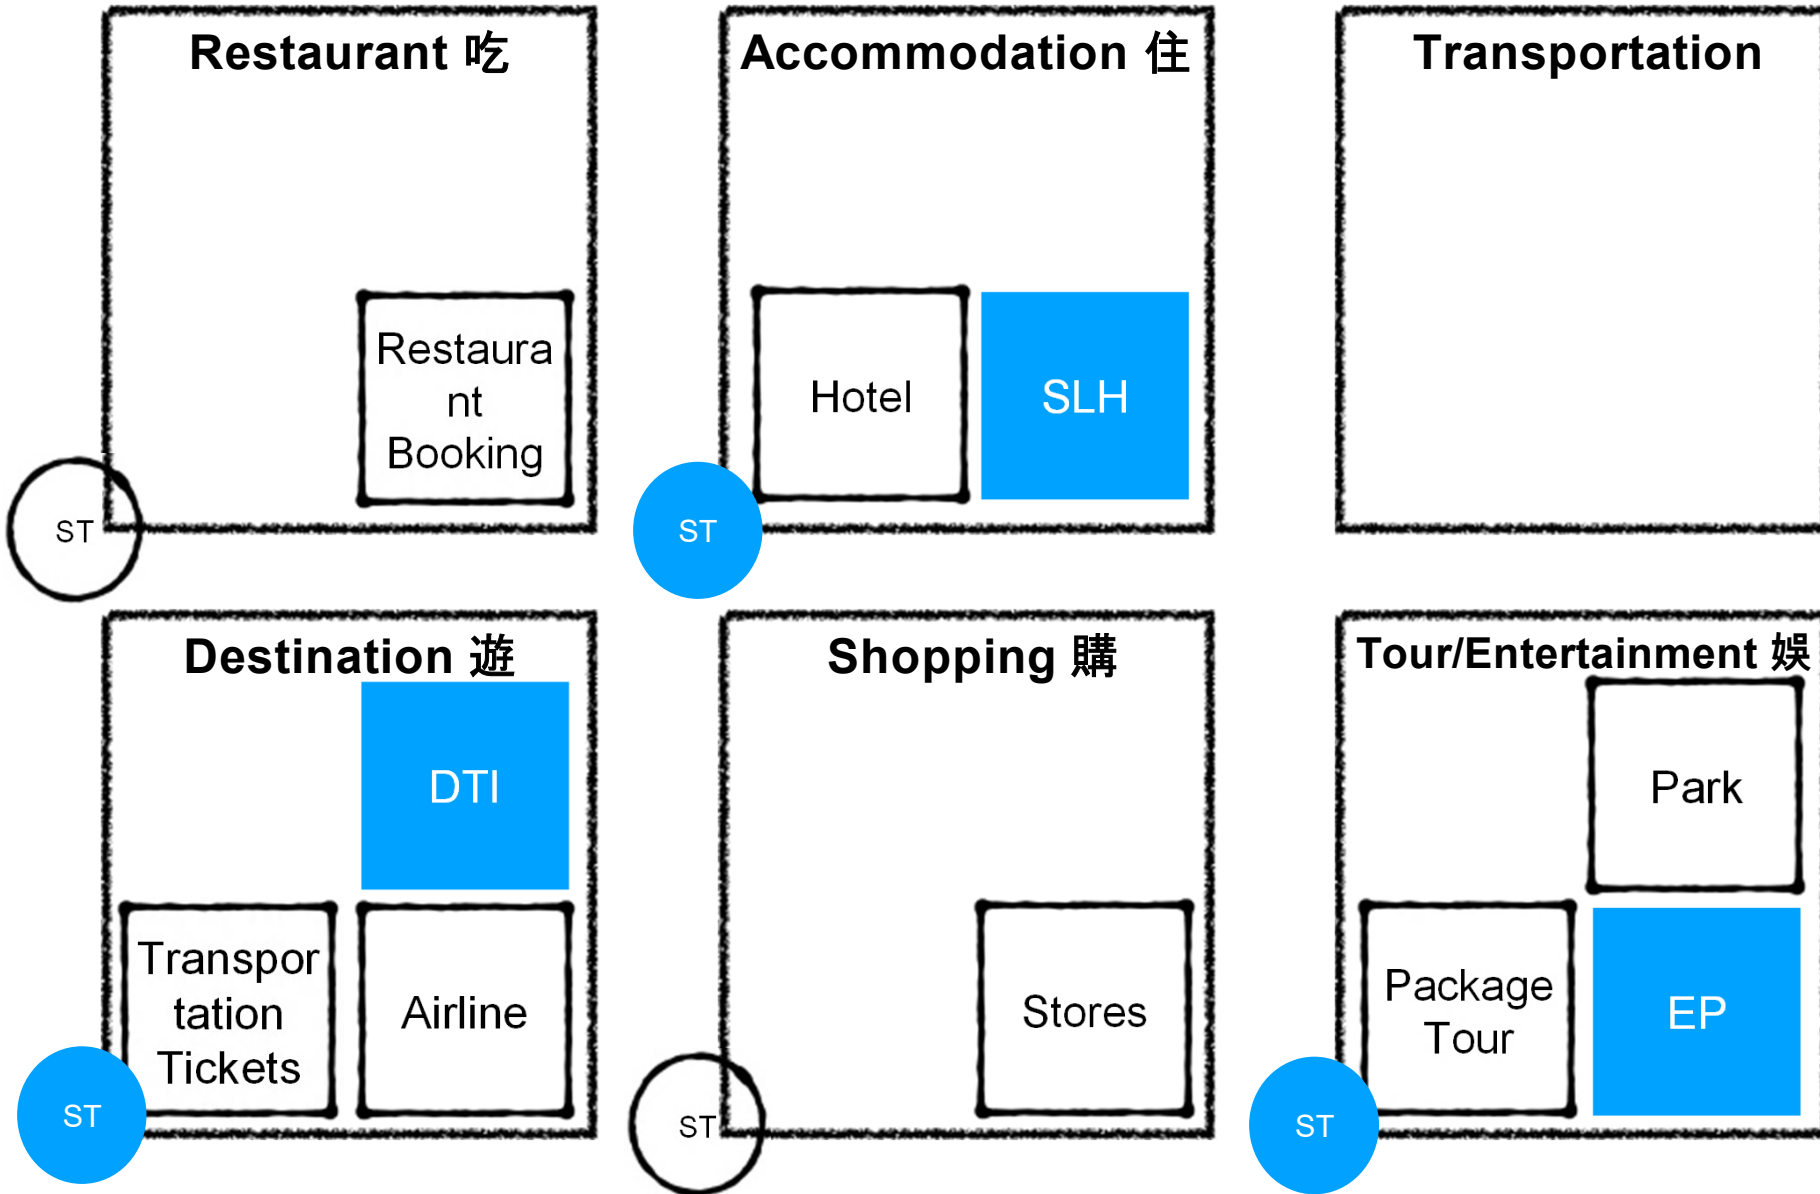 Restaurant 吃
Restaura
nt
Booking
ST
Accommodation 住
Hotel
SLH
ST
Transportation
Destination 遊
DTI
Transpor
tation
Tickets
Airline
ST
Shopping 購
Stores
ST
Tour/Entertainment 娛
Park
Package
Tour
EP
ST